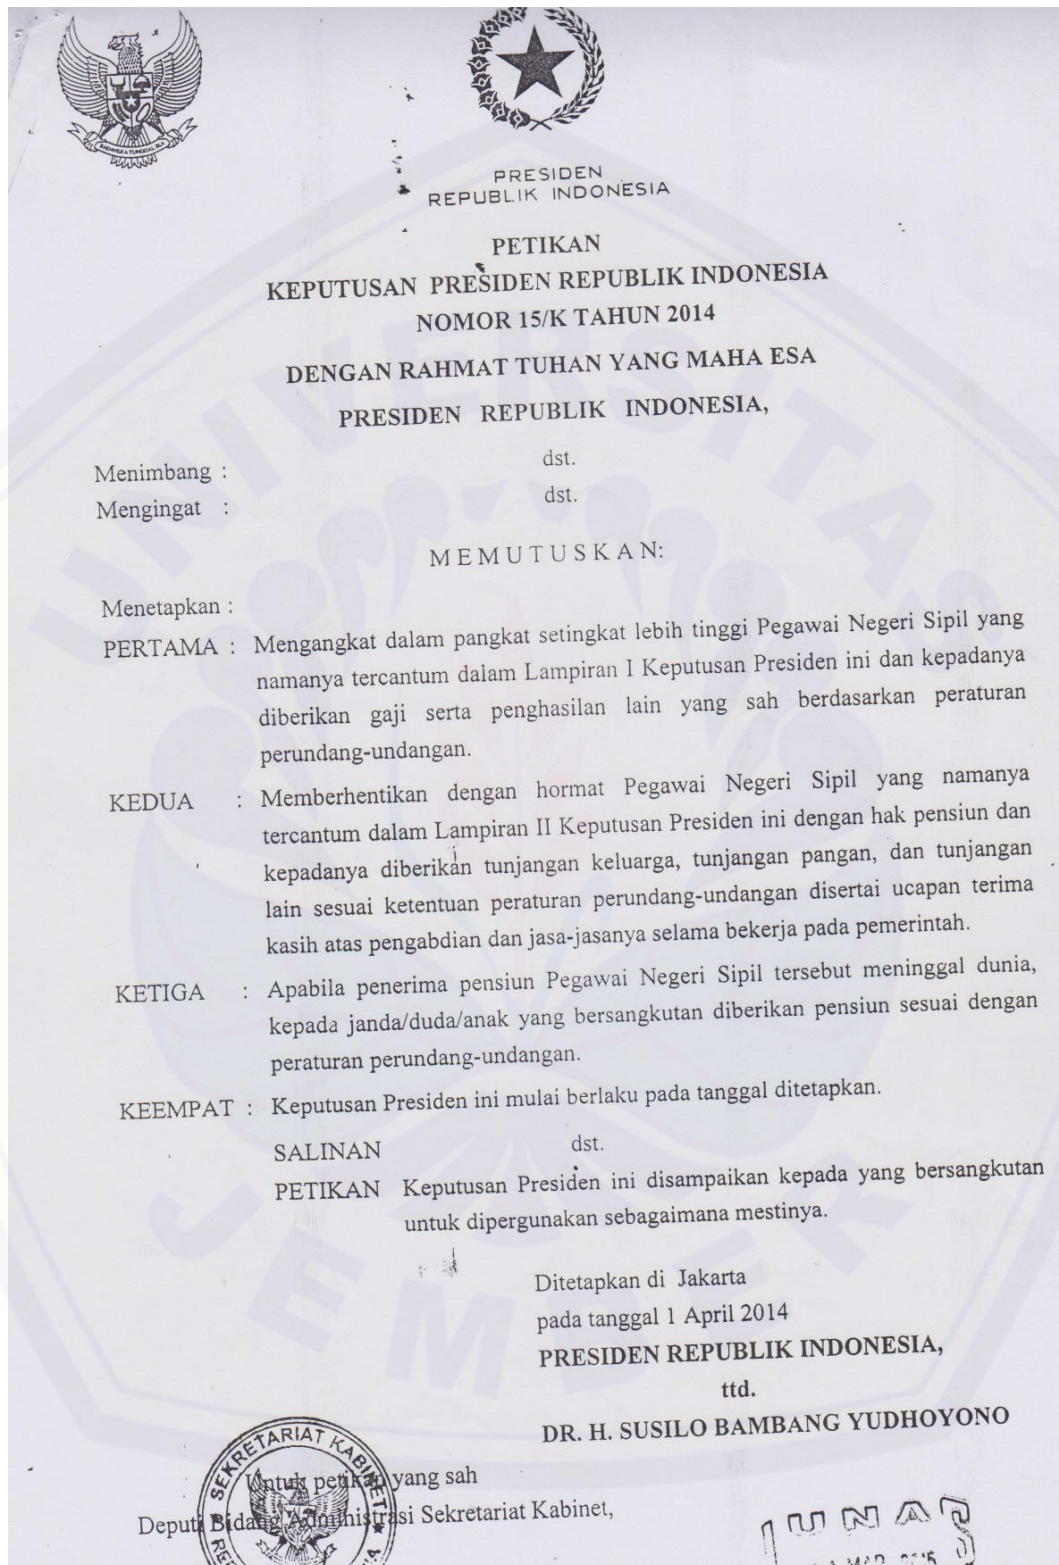 BHINNEKA TUNGGAL IKA
PRESIDEN
REPUBLIK INDONESIA
PETIKAN
KEPUTUSAN PRESIDEN REPUBLIK INDONESIA
NOMOR 15/K TAHUN 2014
DENGAN RAHMAT TUHAN YANG MAHA ESA
PRESIDEN REPUBLIK INDONESIA,
Menimbang : dst.
Mengingat : dst.
MEMUTUSKAN:
Menetapkan :
PERTAMA : Mengangkat dalam pangkat setingkat lebih tinggi Pegawai Negeri Sipil yang
namanya tercantum dalam Lampiran I Keputusan Presiden ini dan kepadanya
diberikan gaji serta penghasilan lain yang sah berdasarkan peraturan
perundang-undangan.
KEDUA : Memberhentikan dengan hormat Pegawai Negeri Sipil yang namanya
tercantum dalam Lampiran II Keputusan Presiden ini dengan hak pensiun dan
kepadanya diberikan tunjangan keluarga, tunjangan pangan, dan tunjangan
lain sesuai ketentuan peraturan perundang-undangan disertai ucapan terima
kasih atas pengabdian dan jasa-jasanya selama bekerja pada pemerintah.
KETIGA : Apabila penerima pensiun Pegawai Negeri Sipil tersebut meninggal dunia,
kepada janda/duda/anak yang bersangkutan diberikan pensiun sesuai dengan
peraturan perundang-undangan.
KEEMPAT : Keputusan Presiden ini mulai berlaku pada tanggal ditetapkan.
SALINAN dst.
PETIKAN Keputusan Presiden ini disampaikan kepada yang bersangkutan
untuk dipergunakan sebagaimana mestinya.
Ditetapkan di Jakarta
pada tanggal 1 April 2014
PRESIDEN REPUBLIK INDONESIA,
ttd.
DR. H. SUSILO BAMBANG YUDHOYONO
Untuk petikan yang sah
Deputi Bidang Administrasi Sekretariat Kabinet,
SEKRETARIAT KABINET
UNIVERSITAS
JEMBER